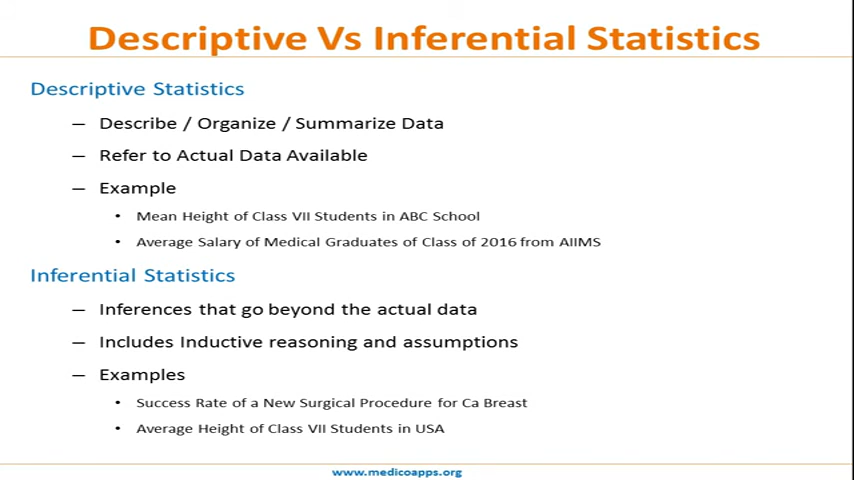 Descriptive Vs Inferential Statistics
Descriptive Statistics
– Describe / Organize / Summarize Data
– Refer to Actual Data Available
– Example
• Mean Height of Class VII Students in ABC School
• Average Salary of Medical Graduates of Class of 2016 from AIIMS
Inferential Statistics
– Inferences that go beyond the actual data
– Includes Inductive reasoning and assumptions
– Examples
• Success Rate of a New Surgical Procedure for Ca Breast
• Average Height of Class VII Students in USA
www.medicoapps.org